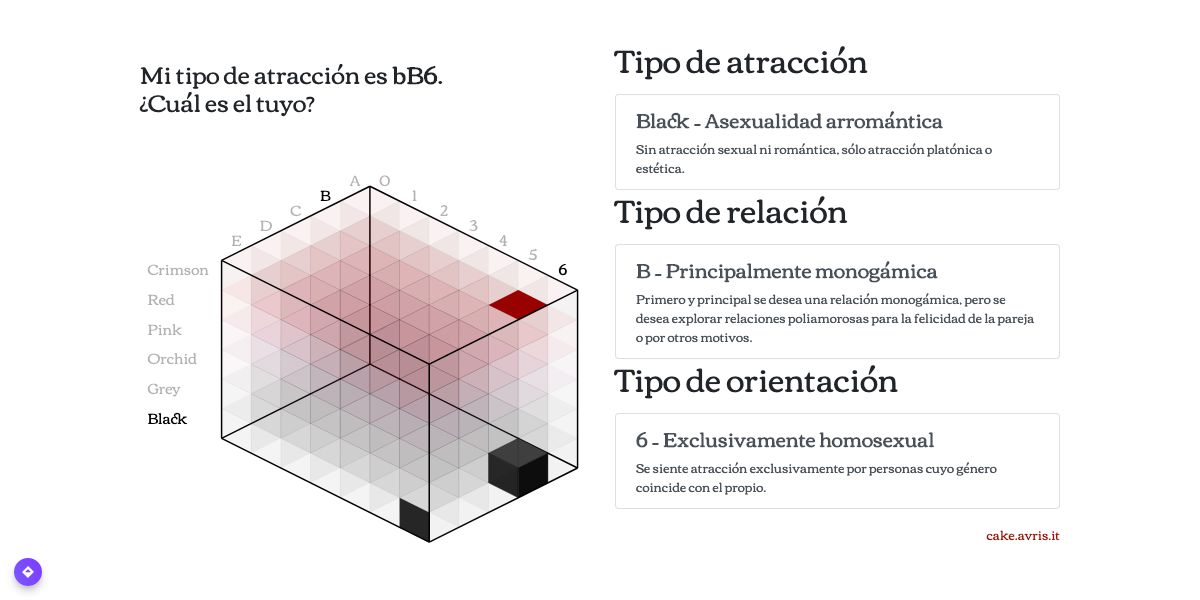 Mi tipo de atracción es bB6.
¿Cuál es el tuyo?
A
O
B
1
C
2
D
3
E
4
5
6
Crimson
Red
Pink
Orchid
Grey
Black
Tipo de atracción
Black - Asexualidad arromántica
Sin atracción sexual ni romántica, sólo atracción platónica o
estética.
Tipo de relación
B - Principalmente monogámica
Primero y principal se desea una relación monogámica, pero se
desea explorar relaciones poliamorosas para la felicidad de la pareja
o por otros motivos.
Tipo de orientación
6 - Exclusivamente homosexual
Se siente atracción exclusivamente por personas cuyo género
coincide con el propio.
cake.avris.it